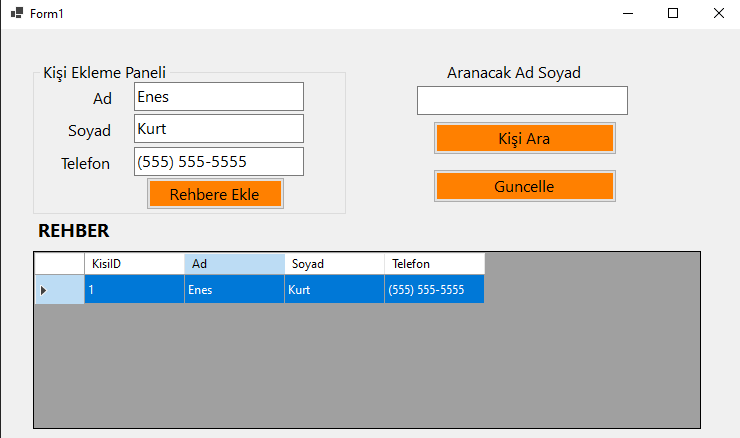 Form1
Kişi Ekleme Paneli
Ad
Enes
Soyad
Kurt
Telefon
(555) 555-5555
Rehbere Ekle
Aranacak Ad Soyad
Kişi Ara
Guncelle
REHBER
KisiID Ad Soyad Telefon
1 Enes Kurt (555) 555-5555